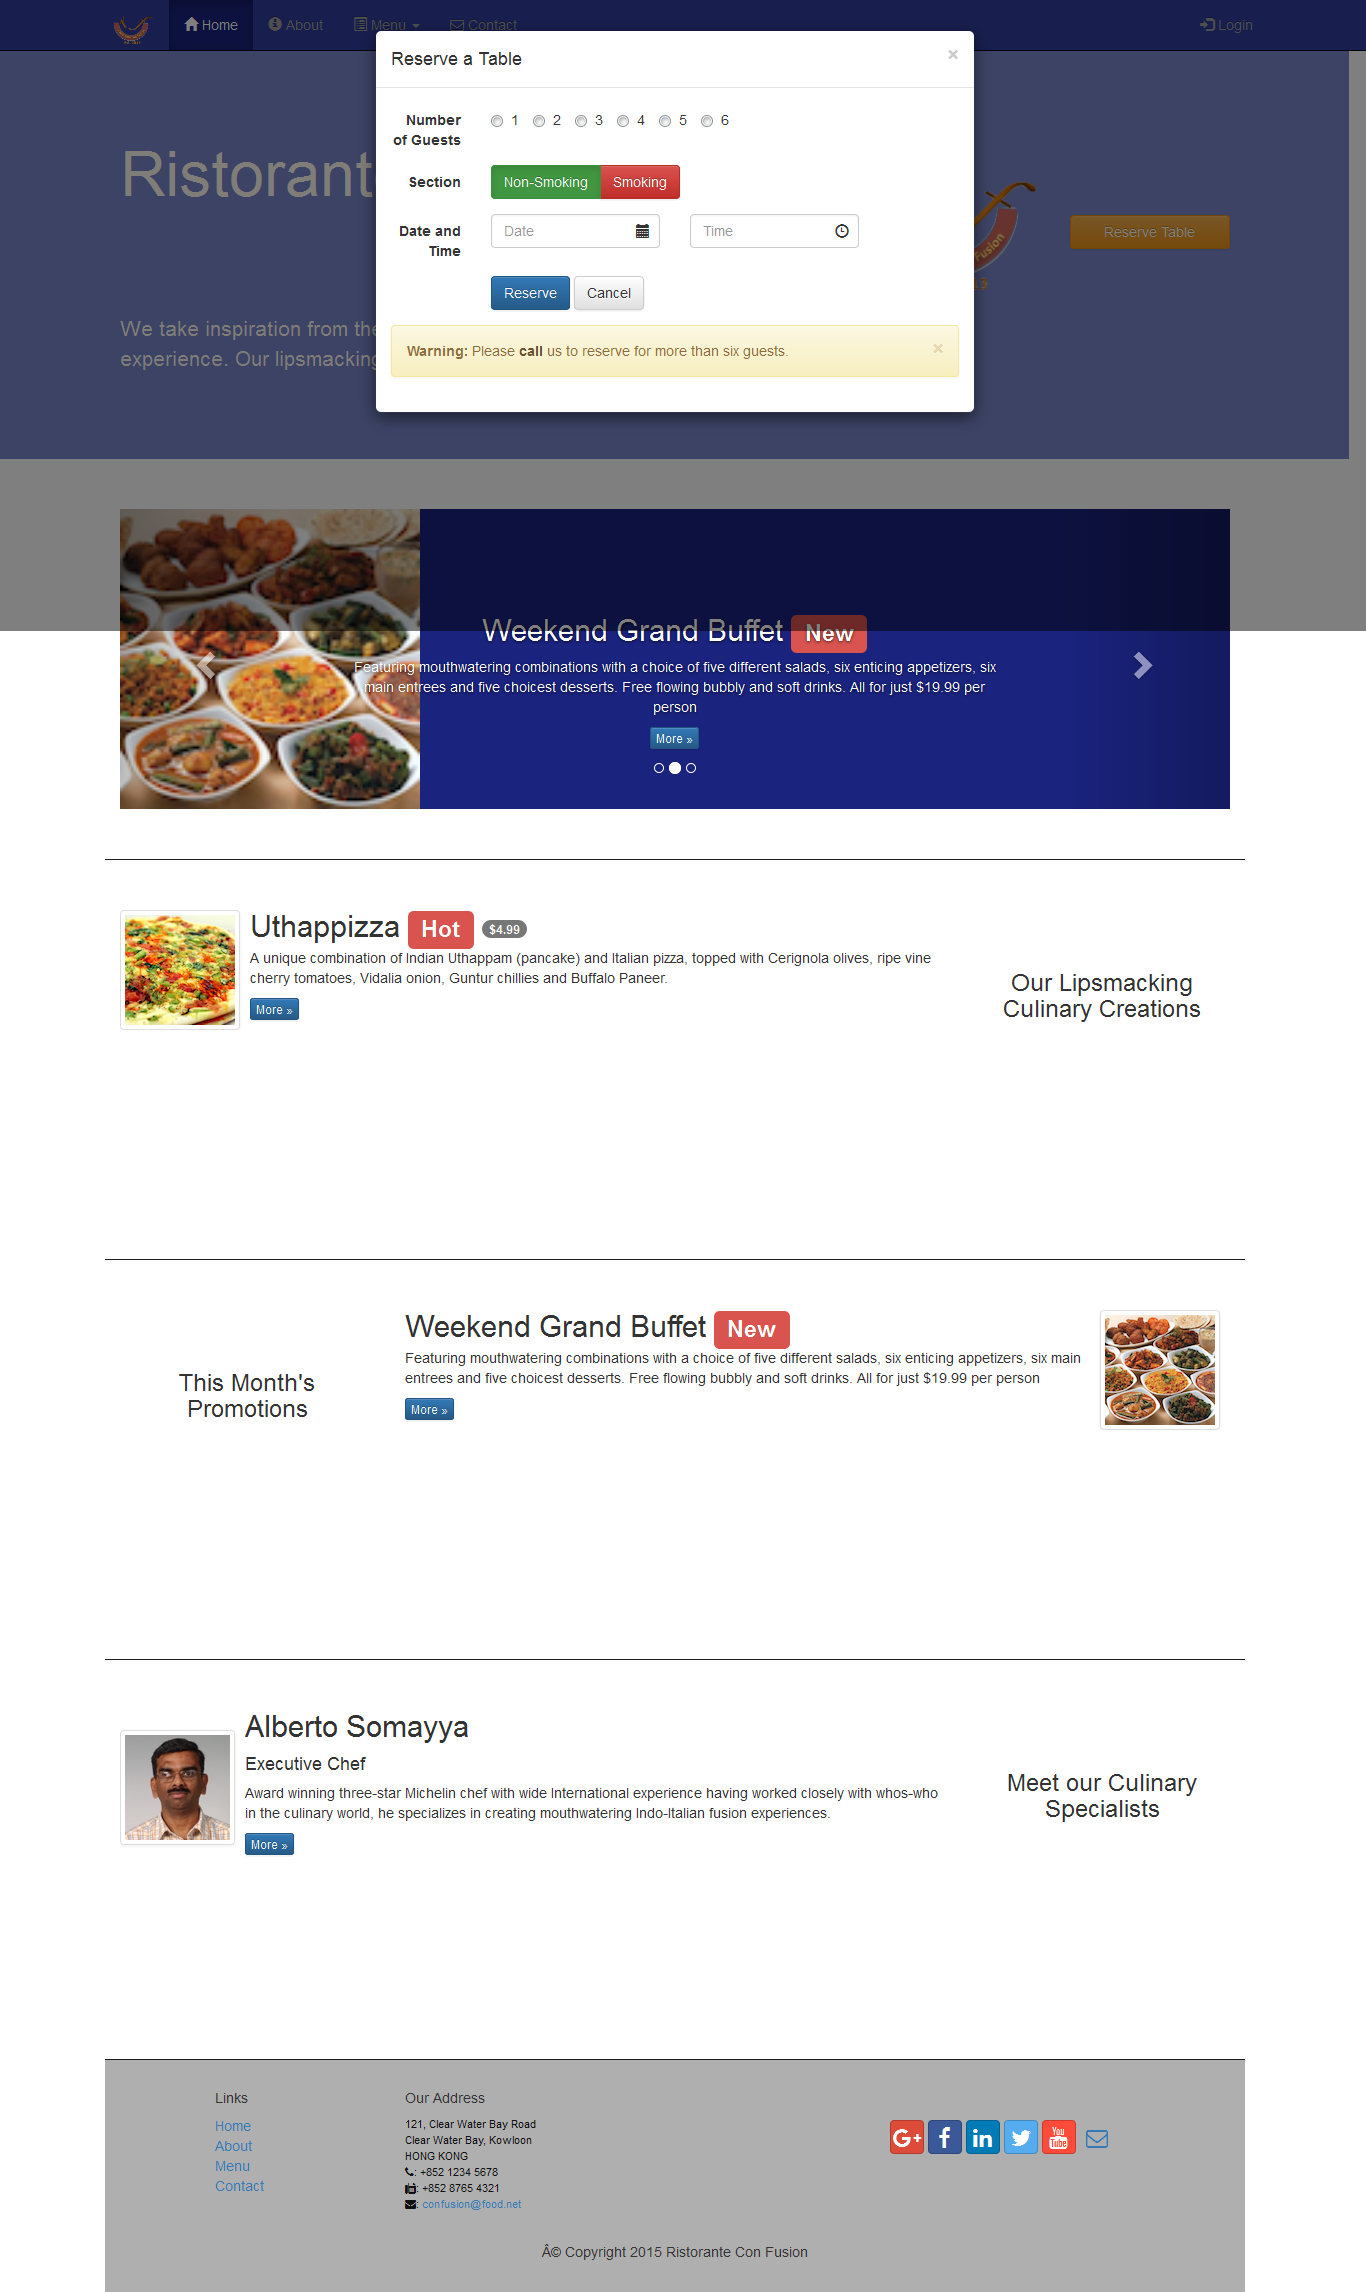 Home About Menu Contact Login
Reserve a Table ×
Number of Guests 1 2 3 4 5 6
Section Non-Smoking Smoking
Date and Time Date Time
Reserve Cancel
Warning: Please call us to reserve for more than six guests. ×
Ristorant
Fusion
Reserve Table
We take inspiration from the
experience. Our lipsmacking
Weekend Grand Buffet New
Featuring mouthwatering combinations with a choice of five different salads, six enticing appetizers, six
main entrees and five choicest desserts. Free flowing bubbly and soft drinks. All for just $19.99 per
person
More »
Uthappizza Hot $4.99
A unique combination of Indian Uthappam (pancake) and Italian pizza, topped with Cerignola olives, ripe vine
cherry tomatoes, Vidalia onion, Guntur chillies and Buffalo Paneer.
More »
Our Lipsmacking
Culinary Creations
This Month's
Promotions
Weekend Grand Buffet New
Featuring mouthwatering combinations with a choice of five different salads, six enticing appetizers, six main
entrees and five choicest desserts. Free flowing bubbly and soft drinks. All for just $19.99 per person
More »
Alberto Somayya
Executive Chef
Award winning three-star Michelin chef with wide International experience having worked closely with whos-who
in the culinary world, he specializes in creating mouthwatering Indo-Italian fusion experiences.
More »
Meet our Culinary
Specialists
Links
Home
About
Menu
Contact
Our Address
121, Clear Water Bay Road
Clear Water Bay, Kowloon
HONG KONG
: +852 1234 5678
: +852 8765 4321
: confusion@food.net
G+ f in You Tube
Â© Copyright 2015 Ristorante Con Fusion